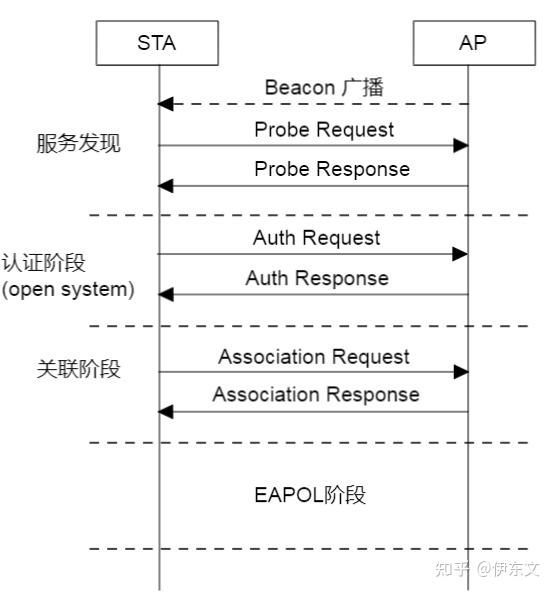 STA
AP
Beacon 广播
服务发现
Probe Request
Probe Response
Auth Request
认证阶段
(open system)
Auth Response
关联阶段
Association Request
Association Response
EAPOL阶段
知乎 @伊东文